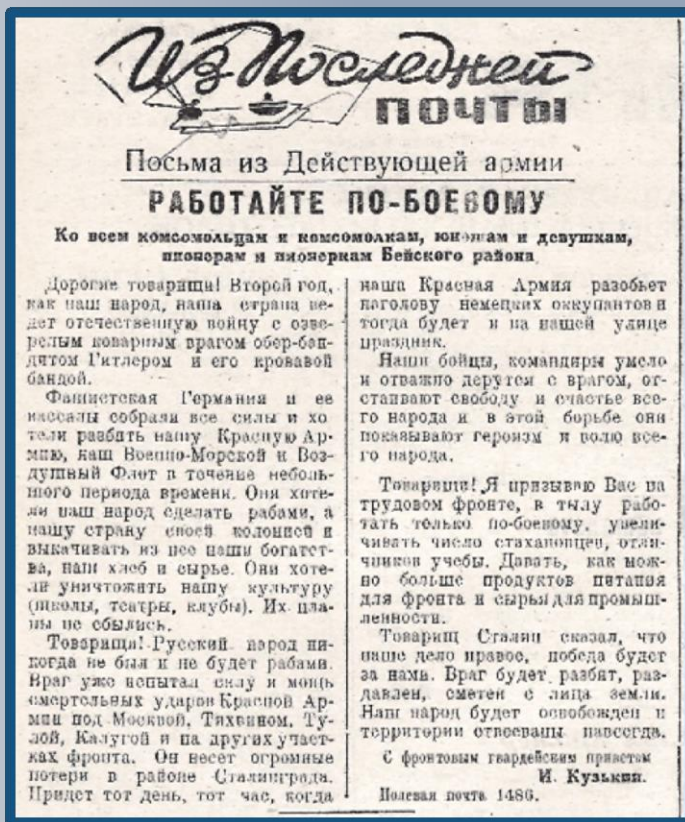 Из Последней
ПОЧТЫ
Посьма из Действующей армии
РАБОТАЙТЕ ПО-БОЕВОМУ
Ко всем комсомольцам и комсомолкам, юношам и девушкам,
пионерам и пионеркам Бейского района
Дорогие товарищи! Второй год,
как наш народ, наша страна ве-
дет отечественную войну с озве-
релым коварным врагом обер-бан-
дитом Гитлером и его кровавой
бандой.
Фашистская Германия и ее
вассалы собрали все силы и хо
тели разбить нашу Красную Ар-
мию, наш Военно-Морской и Воз
душный Флот в течение неболь-
шого периода времени. Они хоте-
ли наш народ сделать рабами, а
нашу страну своей колонией и
выкачивать из нее наши богатст-
ва, наш хлеб и сырье. Они хоте-
ли уничтожить нашу культуру
(школы, театры, клубы). Их пла-
ны не сбылись.
Товарищи! Русский народ ни-
когда не был и не будет рабами.
Враг уже испытал силу и мощь
смертельных ударов Красной Ар-
мии под Москвой, Тихвином, Ту-
лой, Калугой и на других участ-
ках фронта. Он несет огромные
потери в районе Сталинграда.
Придет тот день, тот час, когда
наша Красная Армия разобьет
наголову немецких оккупантов и
тогда будет и на нашей улице
праздник.
Наши бойцы, командиры умело
и отважно дерутся с врагом, от-
стаивают свободу и счастье все-
го народа и в этой борьбе они
показывают героизм и волю все-
го народа.
Товарищи! Я призываю Вас на
трудовом фронте, в тылу рабо-
тать только по-боевому, увели-
чивать число стахановцев, отли-
чников учебы. Давать, как мож-
но больше продуктов питания
для фронта и сырья для промыш-
ленности.
Товарищ Сталин сказал, что
наше дело правое, победа будет
за нами. Враг будет разбит, раз-
давлен, сметен с лица земли.
Наш народ будет освобожден и
территории отвоеваны навсегда.
С фронтовым гвардейским приветом
И. Кузькин.
Полевая почта 1486.